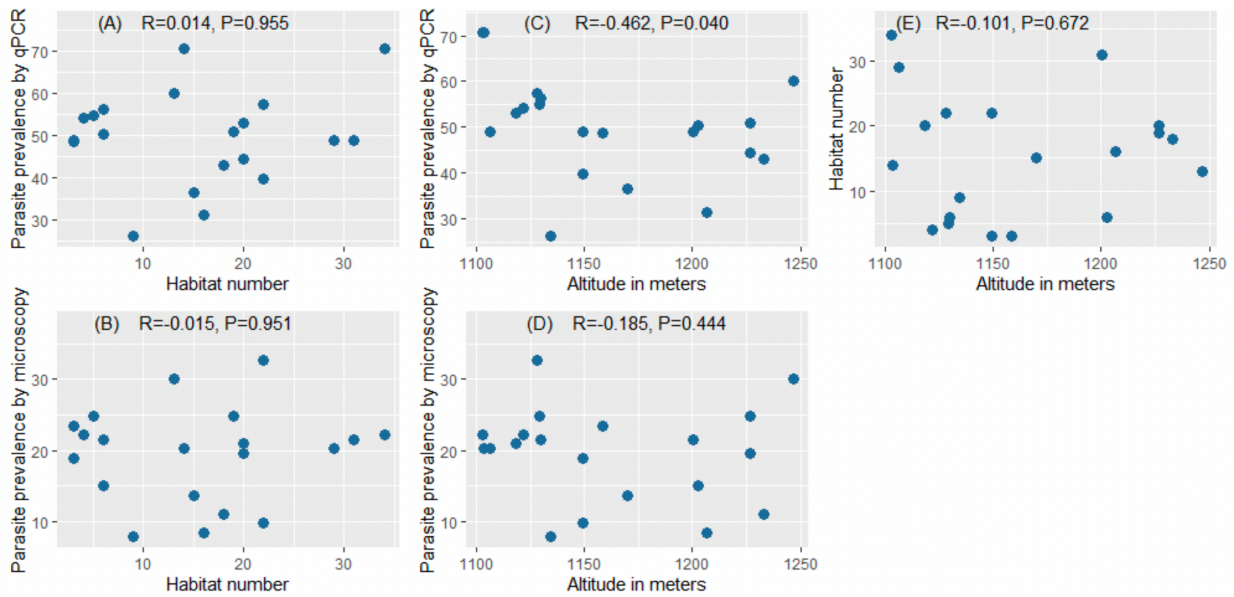 (A) R=0.014, P=0.955
Parasite prevalence by qPCR
70
60
50
40
30
10 20 30
Habitat number
(C) R=-0.462, P=0.040
Parasite prevalence by qPCR
70
60
50
40
30
1100 1150 1200 1250
Altitude in meters
(E) R=-0.101, P=0.672
Habitat number
30
20
10
1100 1150 1200 1250
Altitude in meters
(B) R=-0.015, P=0.951
Parasite prevalence by microscopy
30
20
10
10 20 30
Habitat number
(D) R=-0.185, P=0.444
Parasite prevalence by microscopy
30
20
10
1100 1150 1200 1250
Altitude in meters